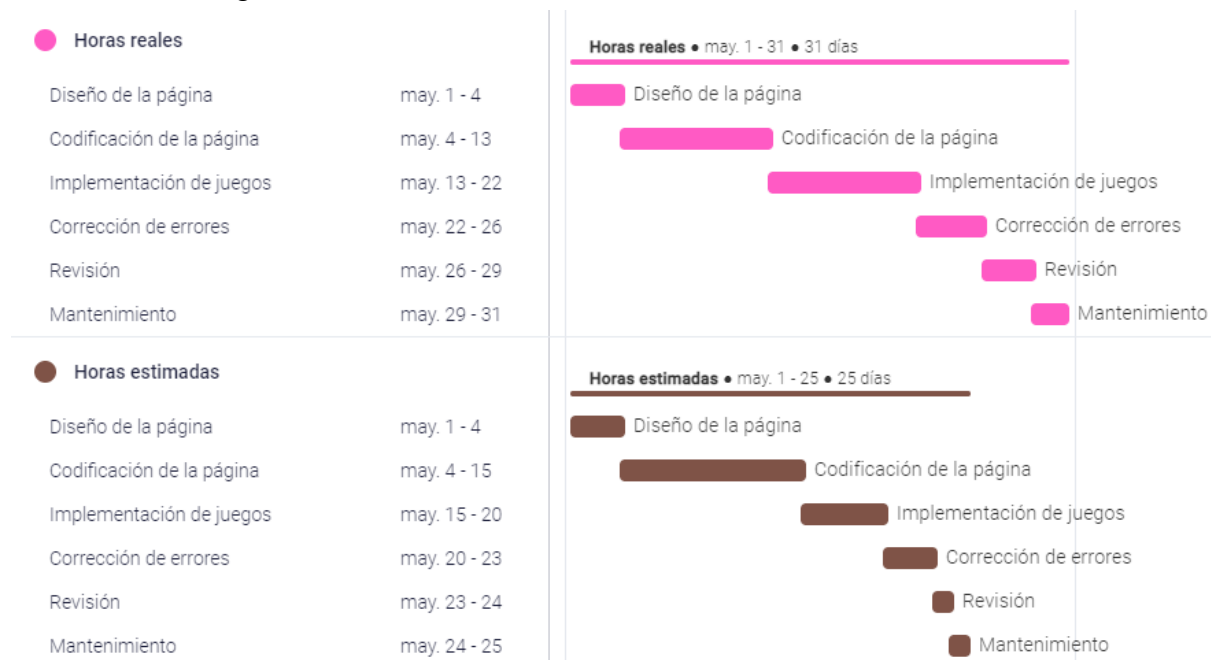 Horas reales
Horas reales • may. 1 - 31 • 31 días
Diseño de la página may. 1 - 4 Diseño de la página
Codificación de la página may. 4 - 13 Codificación de la página
Implementación de juegos may. 13 - 22 Implementación de juegos
Corrección de errores may. 22 - 26 Corrección de errores
Revisión may. 26 - 29 Revisión
Mantenimiento may. 29 - 31 Mantenimiento
Horas estimadas
Horas estimadas • may. 1 - 25 • 25 días
Diseño de la página may. 1 - 4 Diseño de la página
Codificación de la página may. 4 - 15 Codificación de la página
Implementación de juegos may. 15 - 20 Implementación de juegos
Corrección de errores may. 20 - 23 Corrección de errores
Revisión may. 23 - 24 Revisión
Mantenimiento may. 24 - 25 Mantenimiento